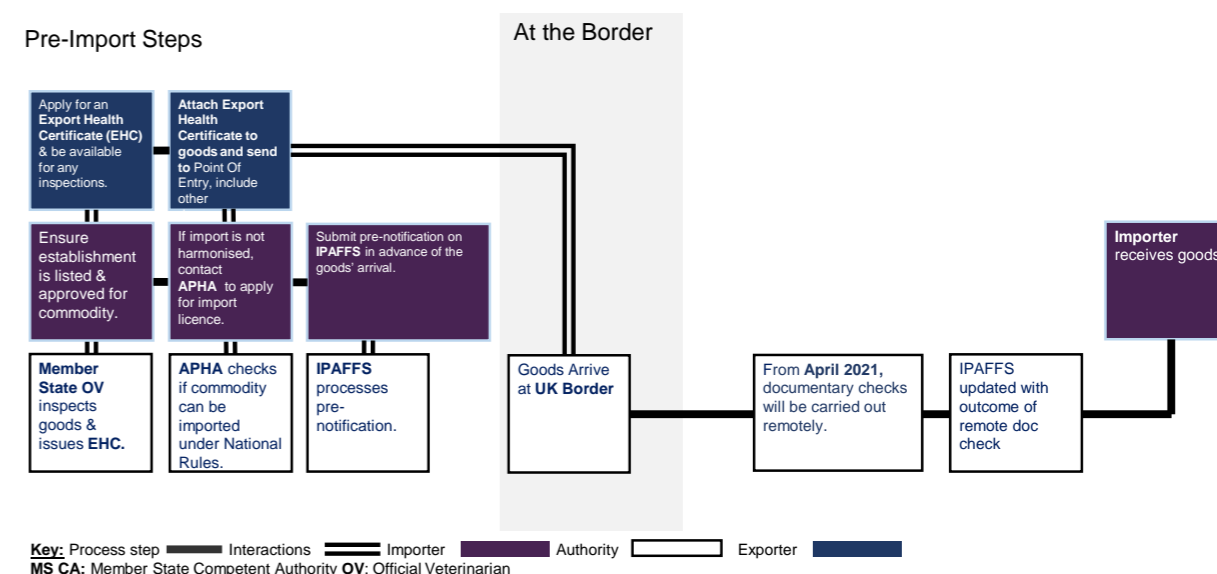 Pre-Import Steps
At the Border
Apply for an
Export Health
Certificate (EHC)
& be available
for any
inspections.
Attach Export
Health
Certificate to
goods and send
to Point Of
Entry, include
other
Ensure
establishment
is listed &
approved for
commodity.
If import is not
harmonised,
contact
APHA to apply
for import
licence.
Submit pre-notification on
IPAFFS in advance of the
goods' arrival.
Importer
receives goods
Member
State OV
inspects
goods &
issues EHC.
APHA checks
if commodity
can be
imported
under National
Rules.
IPAFFS
processes
pre-
notification.
Goods Arrive
at UK Border
From April 2021,
documentary checks
will be carried out
remotely.
IPAFFS
updated with
outcome of
remote doc
check
Key: Process step Interactions Importer Authority Exporter
MS CA: Member State Competent Authority OV: Official Veterinarian